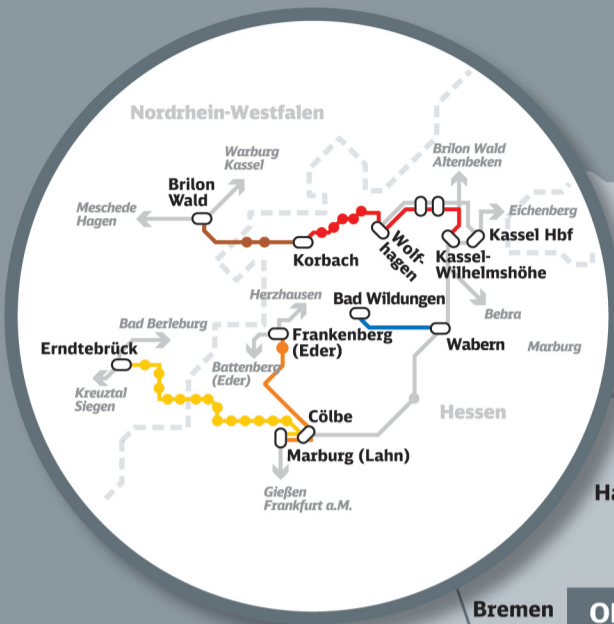 Nordrhein-Westfalen
Warburg
Kassel
Brilon Wald
Altenbeken
Brilon
Wald
Meschede
Hagen
Eichenberg
Kassel Hbf
Wolf-
hagen
Kassel-
Wilhelmshöhe
Korbach
Herzhausen
Bad Wildungen
Bebra
Bad Berleburg
Frankenberg
(Eder)
Wabern
Marburg
Erndtebrück
Battenberg
(Eder)
Kreuztal
Siegen
Cölbe
Hessen
Marburg (Lahn)
Gießen
Frankfurt a.M.
Ha
Bremen